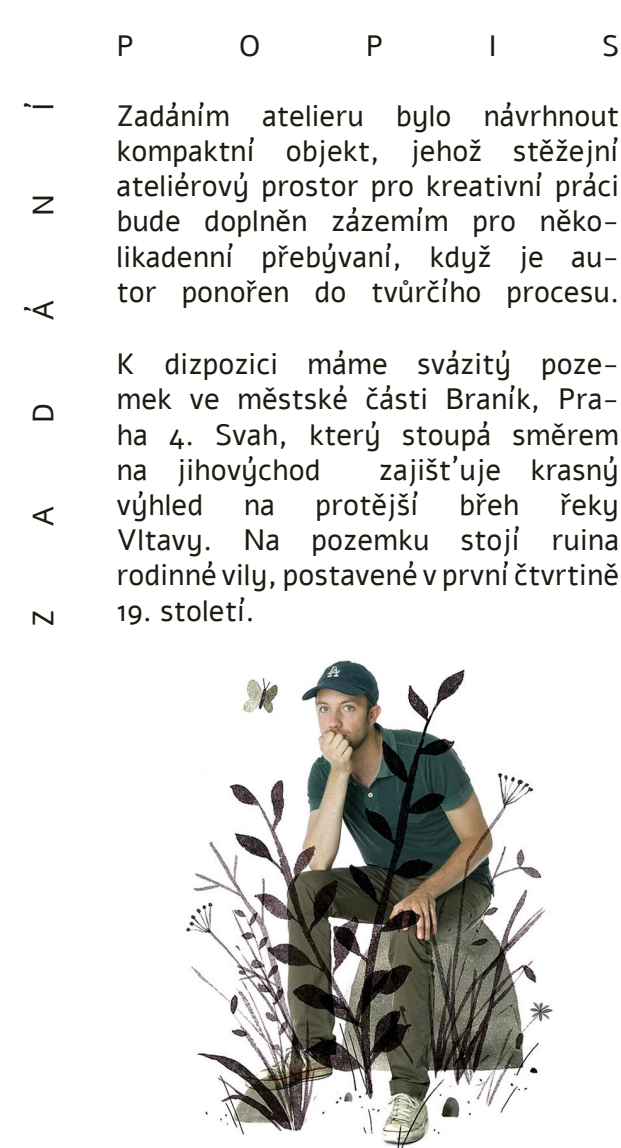 P O P I S
Z A D Á N Í
Zadáním atelieru bylo návrhnout
kompaktní objekt, jehož stěžejní
ateliérový prostor pro kreativní práci
bude doplněn zázemím pro něko-
likadenní přebývaní, když je au-
tor ponořen do tvůrčího procesu.
K dizpozici máme svázitý poze-
mek ve městské části Braník, Pra-
ha 4. Svah, který stoupá směrem
na jihovýchod zajišťuje krasný
výhled na protější břeh řeky
Vltavy. Na pozemku stojí ruina
rodinné vily, postavené v první čtvrtině
19. století.
LA